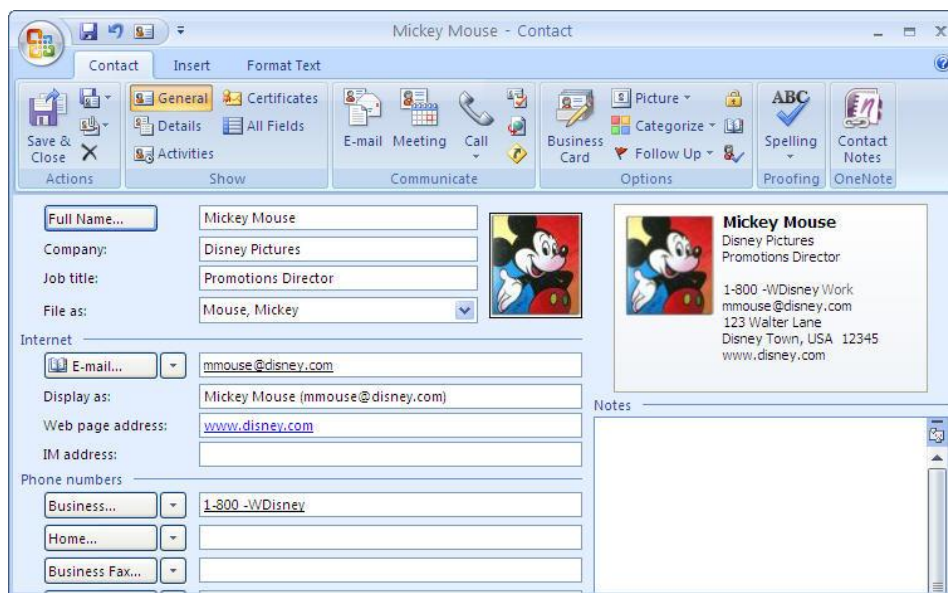 Mickey Mouse - Contact
Contact Insert Format Text
Save & Close
General
Details
Activities
Certificates
All Fields
E-mail Meeting Call
Business Card
Picture
Categorize
Follow Up
ABC
Spelling
Contact Notes
Actions Show Communicate Options Proofing OneNote
Full Name... Mickey Mouse
Company: Disney Pictures
Job title: Promotions Director
File as: Mouse, Mickey
Internet
E-mail... mmouse@disney.com
Display as: Mickey Mouse (mmouse@disney.com)
Web page address: www.disney.com
IM address:
Phone numbers
Business... 1-800 -WDisney
Home...
Business Fax...
Mickey Mouse
Disney Pictures
Promotions Director
1-800 -WDisney Work
mmouse@disney.com
123 Walter Lane
Disney Town, USA 12345
www.disney.com
Notes